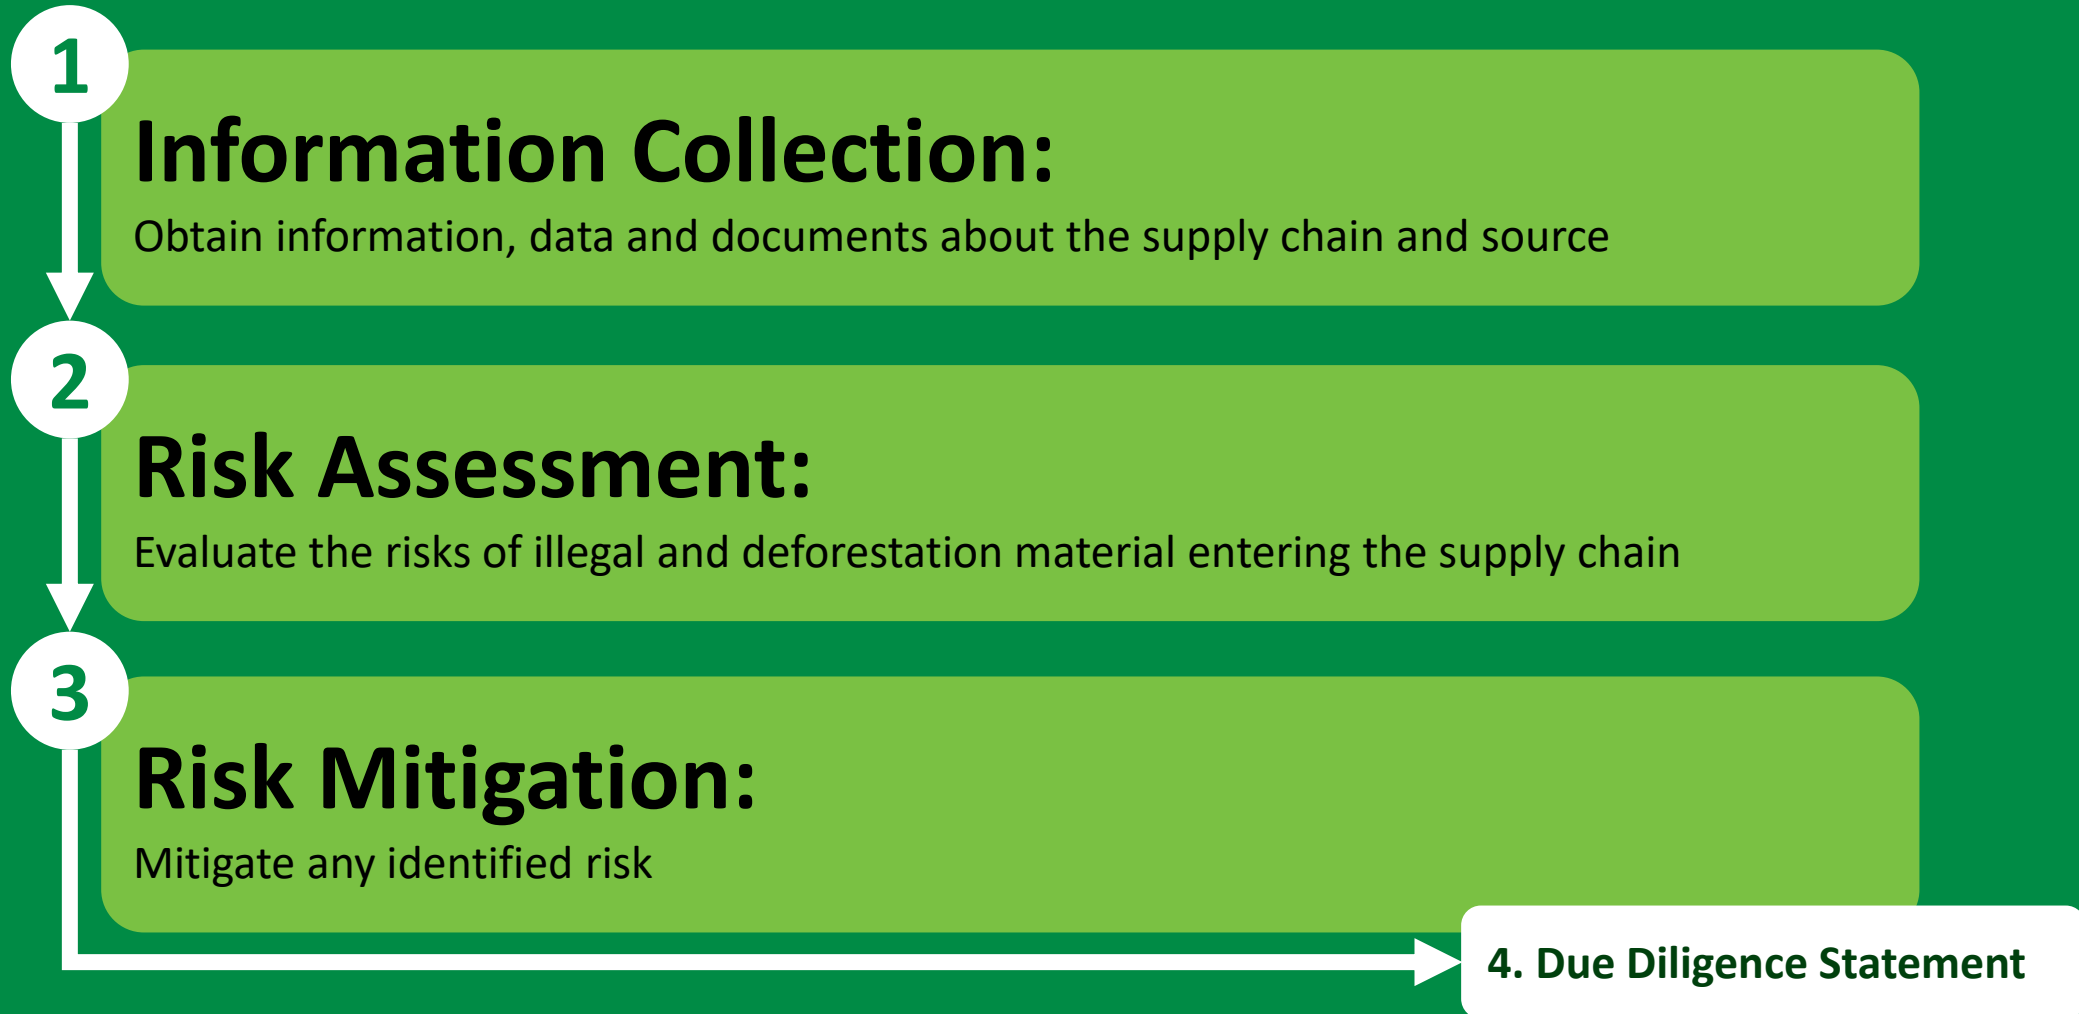 1
Information Collection:
Obtain information, data and documents about the supply chain and source
2
Risk Assessment:
Evaluate the risks of illegal and deforestation material entering the supply chain
3
Risk Mitigation:
Mitigate any identified risk
4. Due Diligence Statement